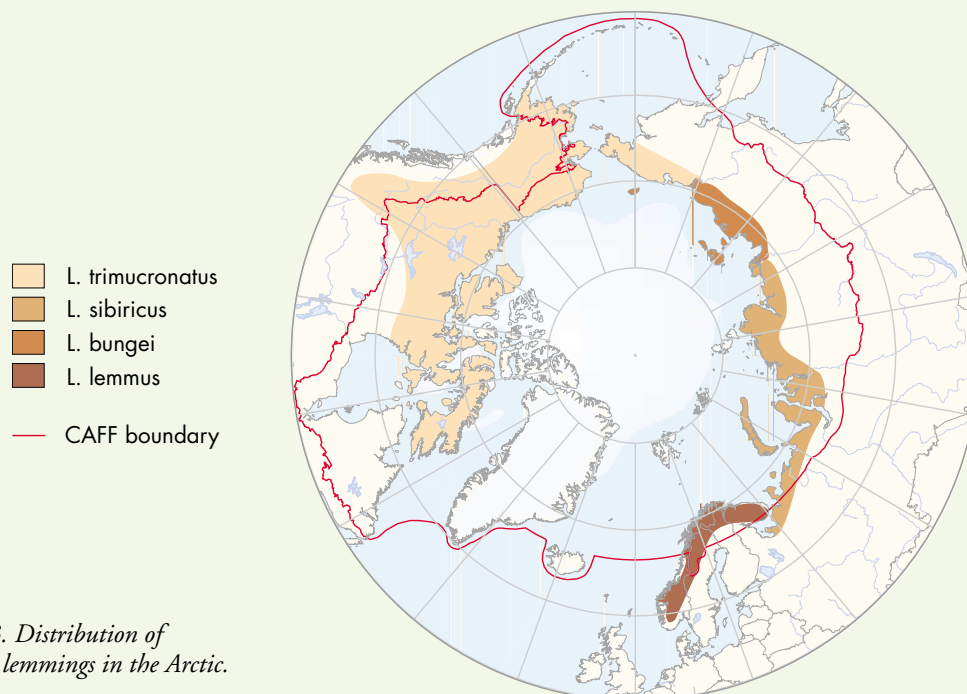 L. trimucronatus
L. sibiricus
L. bungei
L. lemmus
CAFF boundary
. Distribution of
lemmings in the Arctic.